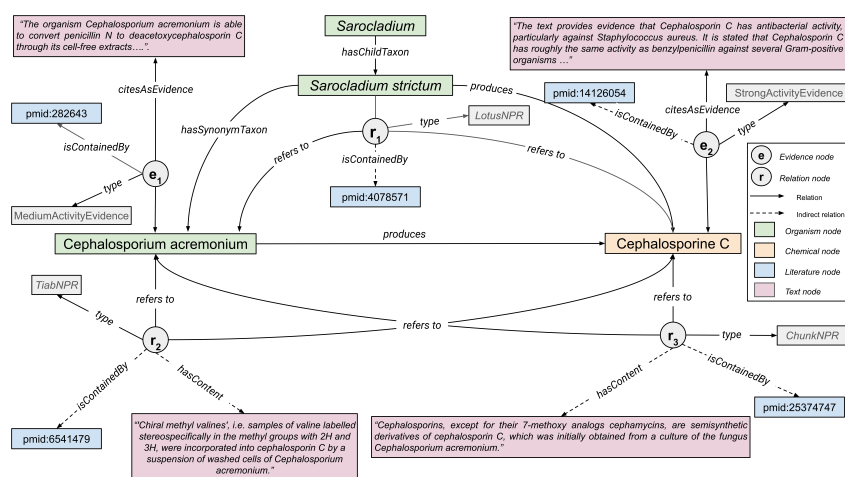 “The organism Cephalosporium acremonium is able
to convert penicillin N to deacetoxycephalosporin C
through its cell-free extracts….”.
Sarocladium
hasChildTaxon
Sarocladium strictum
“The text provides evidence that Cephalosporin C has antibacterial activity,
particularly against Staphylococcus aureus. It is stated that Cephalosporin C
has roughly the same activity as benzylpenicillin against several Gram-positive
organisms …”
citesAsEvidence
pmid:282643
isContainedBy
type
MediumActivityEvidence
e1
hasSynonymTaxon
produces
r1
type
LotusNPR
refers to
refers to
isContainedBy
pmid:4078571
pmid:14126054
isContainedBy
citesAsEvidence
type
StrongActivityEvidence
e2
e
Evidence node
r
Relation node
Relation
Indirect relation
Organism node
Chemical node
Literature node
Text node
Cephalosporium acremonium
produces
Cephalosporine C
TiabNPR
type
refers to
r2
refers to
refers to
r3
type
ChunkNPR
isContainedBy
hasContent
hasContent
isContainedBy
pmid:6541479
pmid:25374747
“'Chiral methyl valines', i.e. samples of valine labelled
stereospecifically in the methyl groups with 2H and
3H, were incorporated into cephalosporin C by a
suspension of washed cells of Cephalosporium
acremonium.”
“Cephalosporins, except for their 7-methoxy analogs cephamycins, are semisynthetic
derivatives of cephalosporin C, which was initially obtained from a culture of the fungus
Cephalosporium acremonium.”